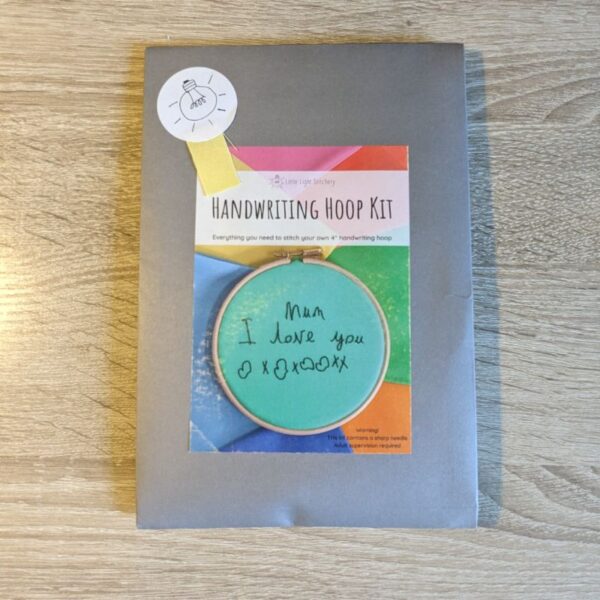 Little Light Stitchery
HANDWRITING HOOP KIT
Everything you need to stitch your own 4" handwriting hoop
Mum
I love you
Warning!
This kit contains a sharp needle
Adult supervision required